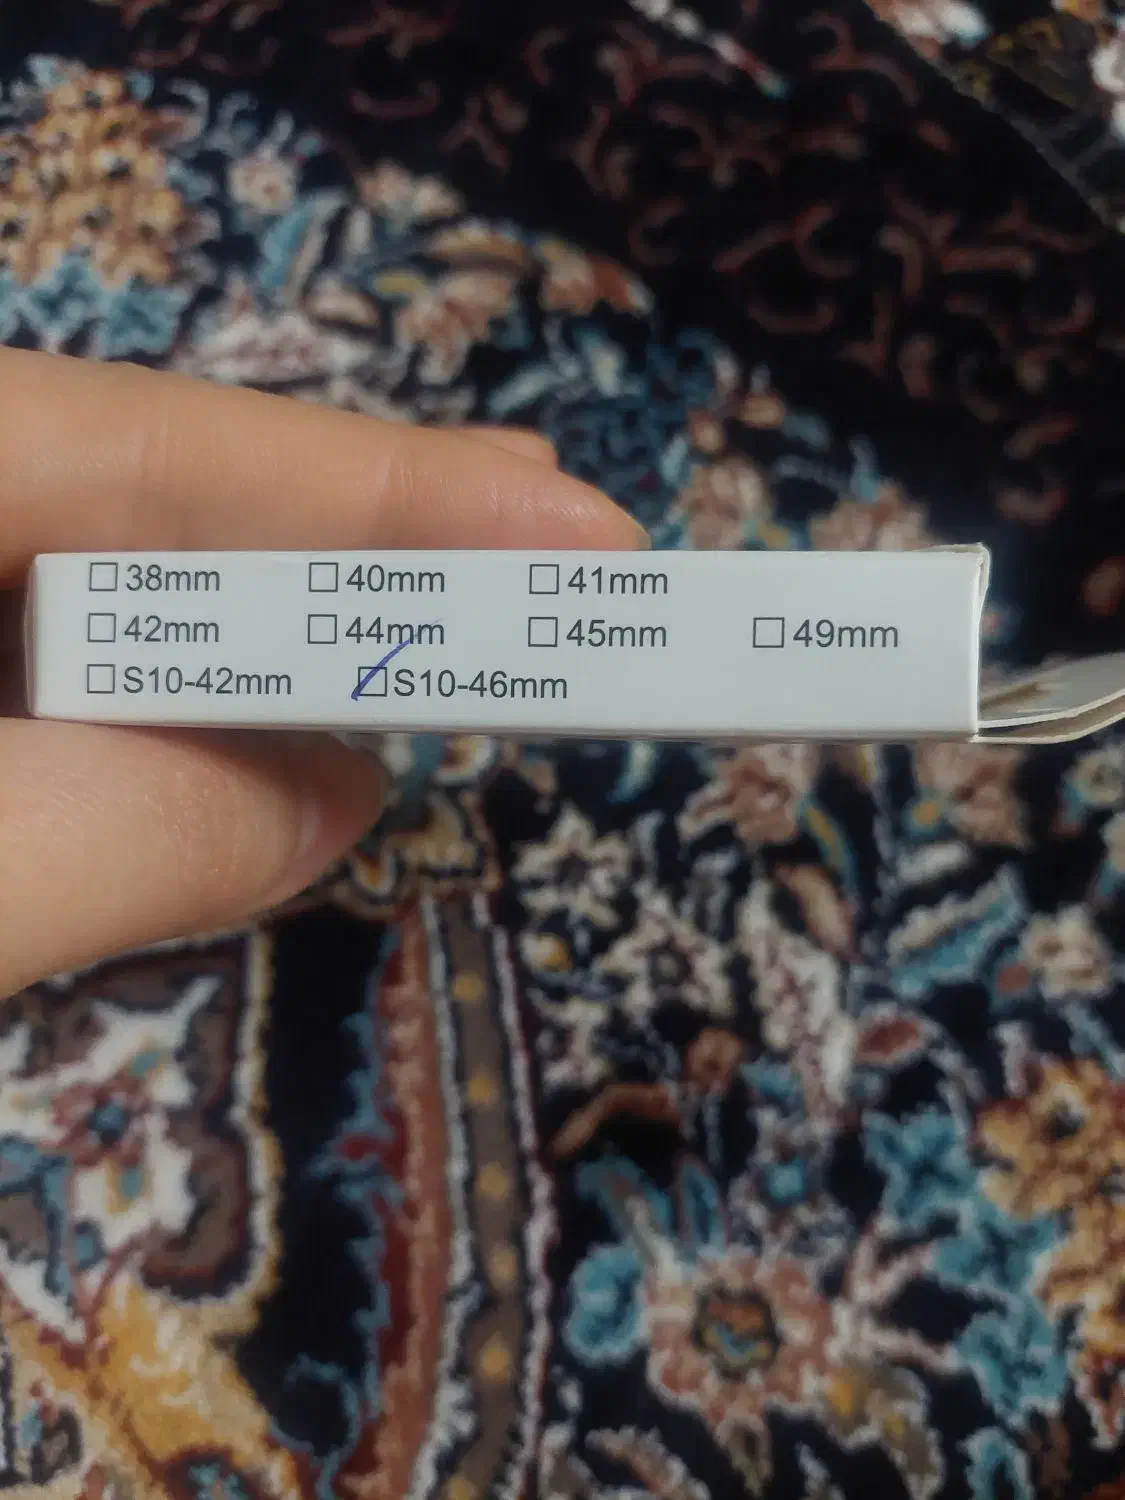 ☐38mm ☐40mm ☐41mm
☐42mm ☐44mm ☐45mm ☐49mm
☐S10-42mm ☑S10-46mm